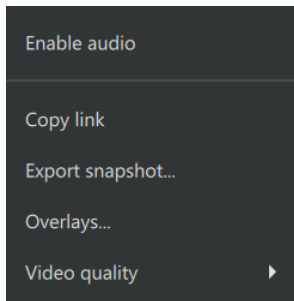 Enable audio
Copy link
Export snapshot...
Overlays...
Video quality